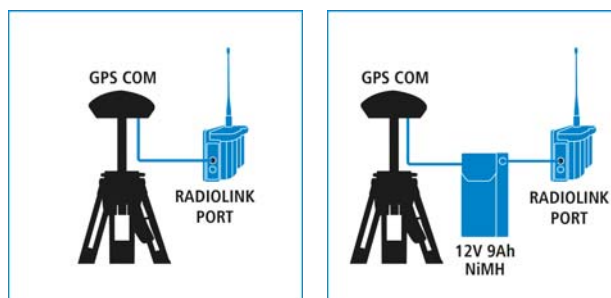 GPS COM
RADIOLINK
PORT
GPS COM
RADIOLINK
PORT
12V 9Ah
NiMH